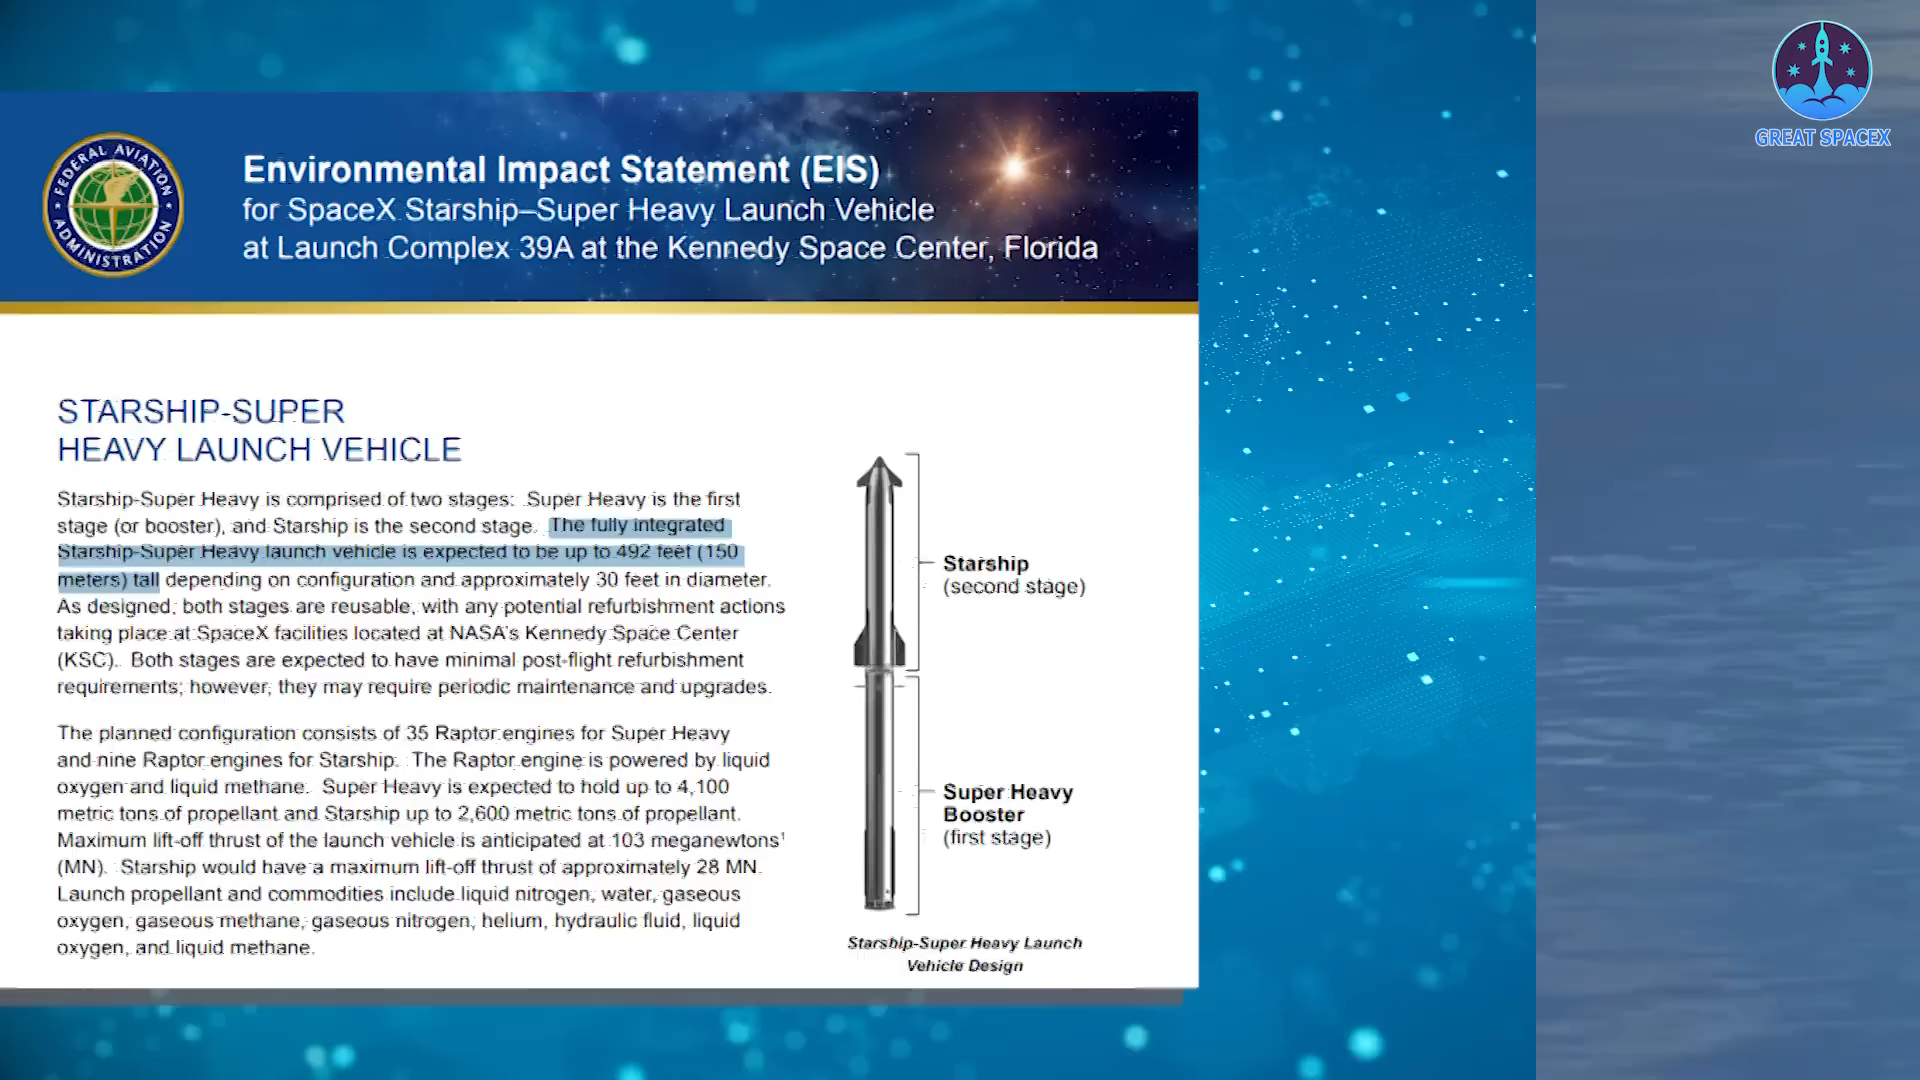 GREAT SPACEX
FEDERAL AVIATION
ADMINISTRATION
Environmental Impact Statement (EIS)
for SpaceX Starship–Super Heavy Launch Vehicle
at Launch Complex 39A at the Kennedy Space Center, Florida
STARSHIP-SUPER
HEAVY LAUNCH VEHICLE
Starship-Super Heavy is comprised of two stages: Super Heavy is the first
stage (or booster), and Starship is the second stage. The fully integrated
Starship-Super Heavy launch vehicle is expected to be up to 492 feet (150
meters) tall depending on configuration and approximately 30 feet in diameter.
As designed, both stages are reusable, with any potential refurbishment actions
taking place at SpaceX facilities located at NASA's Kennedy Space Center
(KSC). Both stages are expected to have minimal post-flight refurbishment
requirements; however, they may require periodic maintenance and upgrades.
The planned configuration consists of 35 Raptor engines for Super Heavy
and nine Raptor engines for Starship. The Raptor engine is powered by liquid
oxygen and liquid methane. Super Heavy is expected to hold up to 4,100
metric tons of propellant and Starship up to 2,600 metric tons of propellant.
Maximum lift-off thrust of the launch vehicle is anticipated at 103 meganewtons¹
(MN). Starship would have a maximum lift-off thrust of approximately 28 MN.
Launch propellant and commodities include liquid nitrogen, water, gaseous
oxygen, gaseous methane, gaseous nitrogen, helium, hydraulic fluid, liquid
oxygen, and liquid methane.
Starship
(second stage)
Super Heavy
Booster
(first stage)
Starship-Super Heavy Launch
Vehicle Design